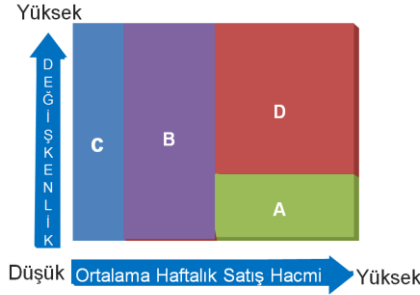 Yüksek
DEĞİŞKENLİK
C
B
D
A
Düşük
Ortalama Haftalık Satış Hacmi
Yüksek